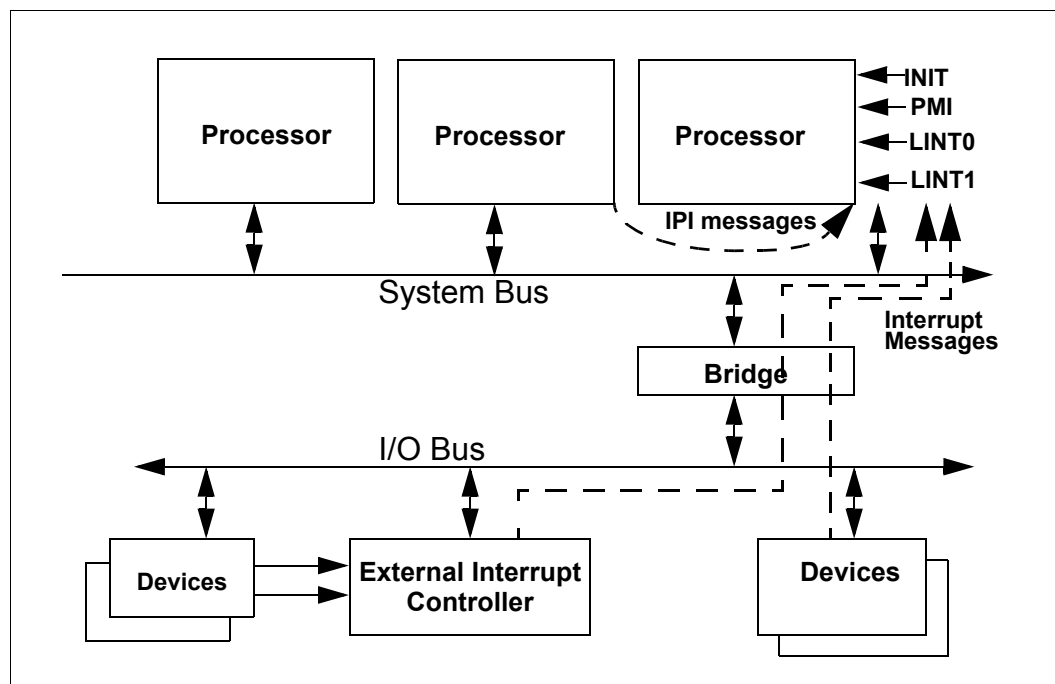 Processor
Processor
Processor
INIT
PMI
LINT0
LINT1
IPI messages
System Bus
Interrupt
Messages
Bridge
I/O Bus
Devices
External Interrupt
Controller
Devices